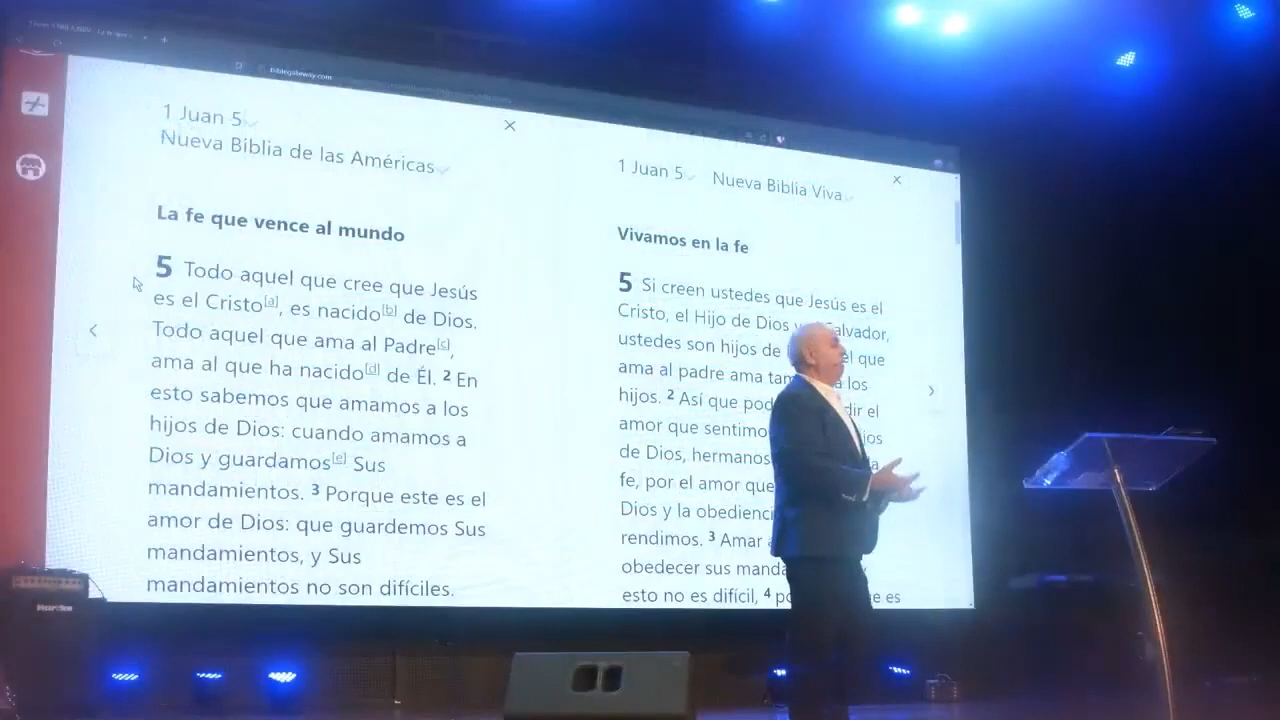 biblegateway.com
1 Juan 5
Nueva Biblia de las Américas
La fe que vence al mundo
5 Todo aquel que cree que Jesús
es el Cristo[a], es nacido[b] de Dios.
Todo aquel que ama al Padre[c],
ama al que ha nacido[d] de Él. 2 En
esto sabemos que amamos a los
hijos de Dios: cuando amamos a
Dios y guardamos[e] Sus
mandamientos. 3 Porque este es el
amor de Dios: que guardemos Sus
mandamientos, y Sus
mandamientos no son difíciles.
1 Juan 5 Nueva Biblia Viva
Vivamos en la fe
5 Si creen ustedes que Jesús es el
Cristo, el Hijo de Dios y Salvador,
ustedes son hijos de el que
ama al padre ama a los
hijos. 2 Así que
amor que
de Dios, hermanos
fe, por el amor que
Dios y la
rendimos. 3 Amar
obedecer sus
esto no es difícil, 4 es